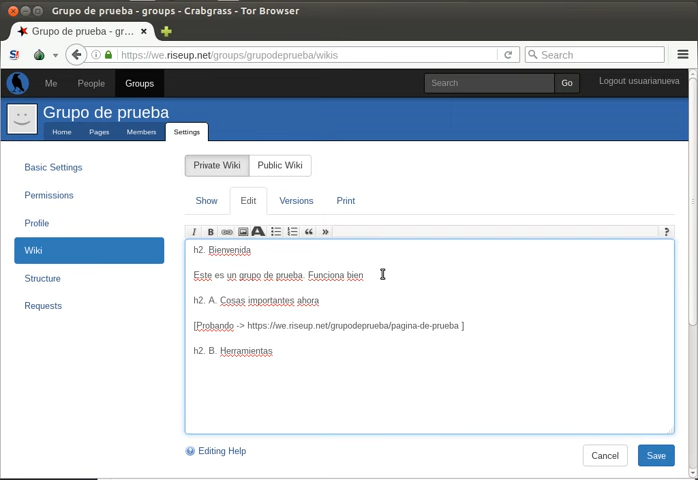 Grupo de prueba - groups - Crabgrass - Tor Browser
Grupo de prueba - gr…
https://we.riseup.net/groups/grupodeprueba/wikis
Search
Me People Groups Search Go Logout usuarianueva
Grupo de prueba
Home Pages Members Settings
Basic Settings
Permissions
Profile
Wiki
Structure
Requests
Private Wiki Public Wiki
Show Edit Versions Print
I B A “ » ?
h2. Bienvenida
Este es un grupo de prueba. Funciona bien
h2. A. Cosas importantes ahora
[Probando -> https://we.riseup.net/grupodeprueba/pagina-de-prueba ]
h2. B. Herramientas
Editing Help
Cancel Save